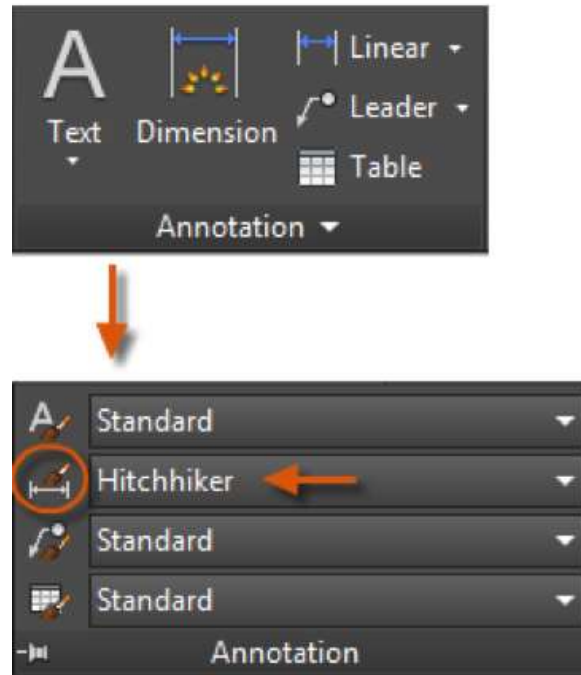 A
Linear
Leader
Text Dimension
Table
Annotation
A Standard
Hitchhiker
Standard
Standard
Annotation